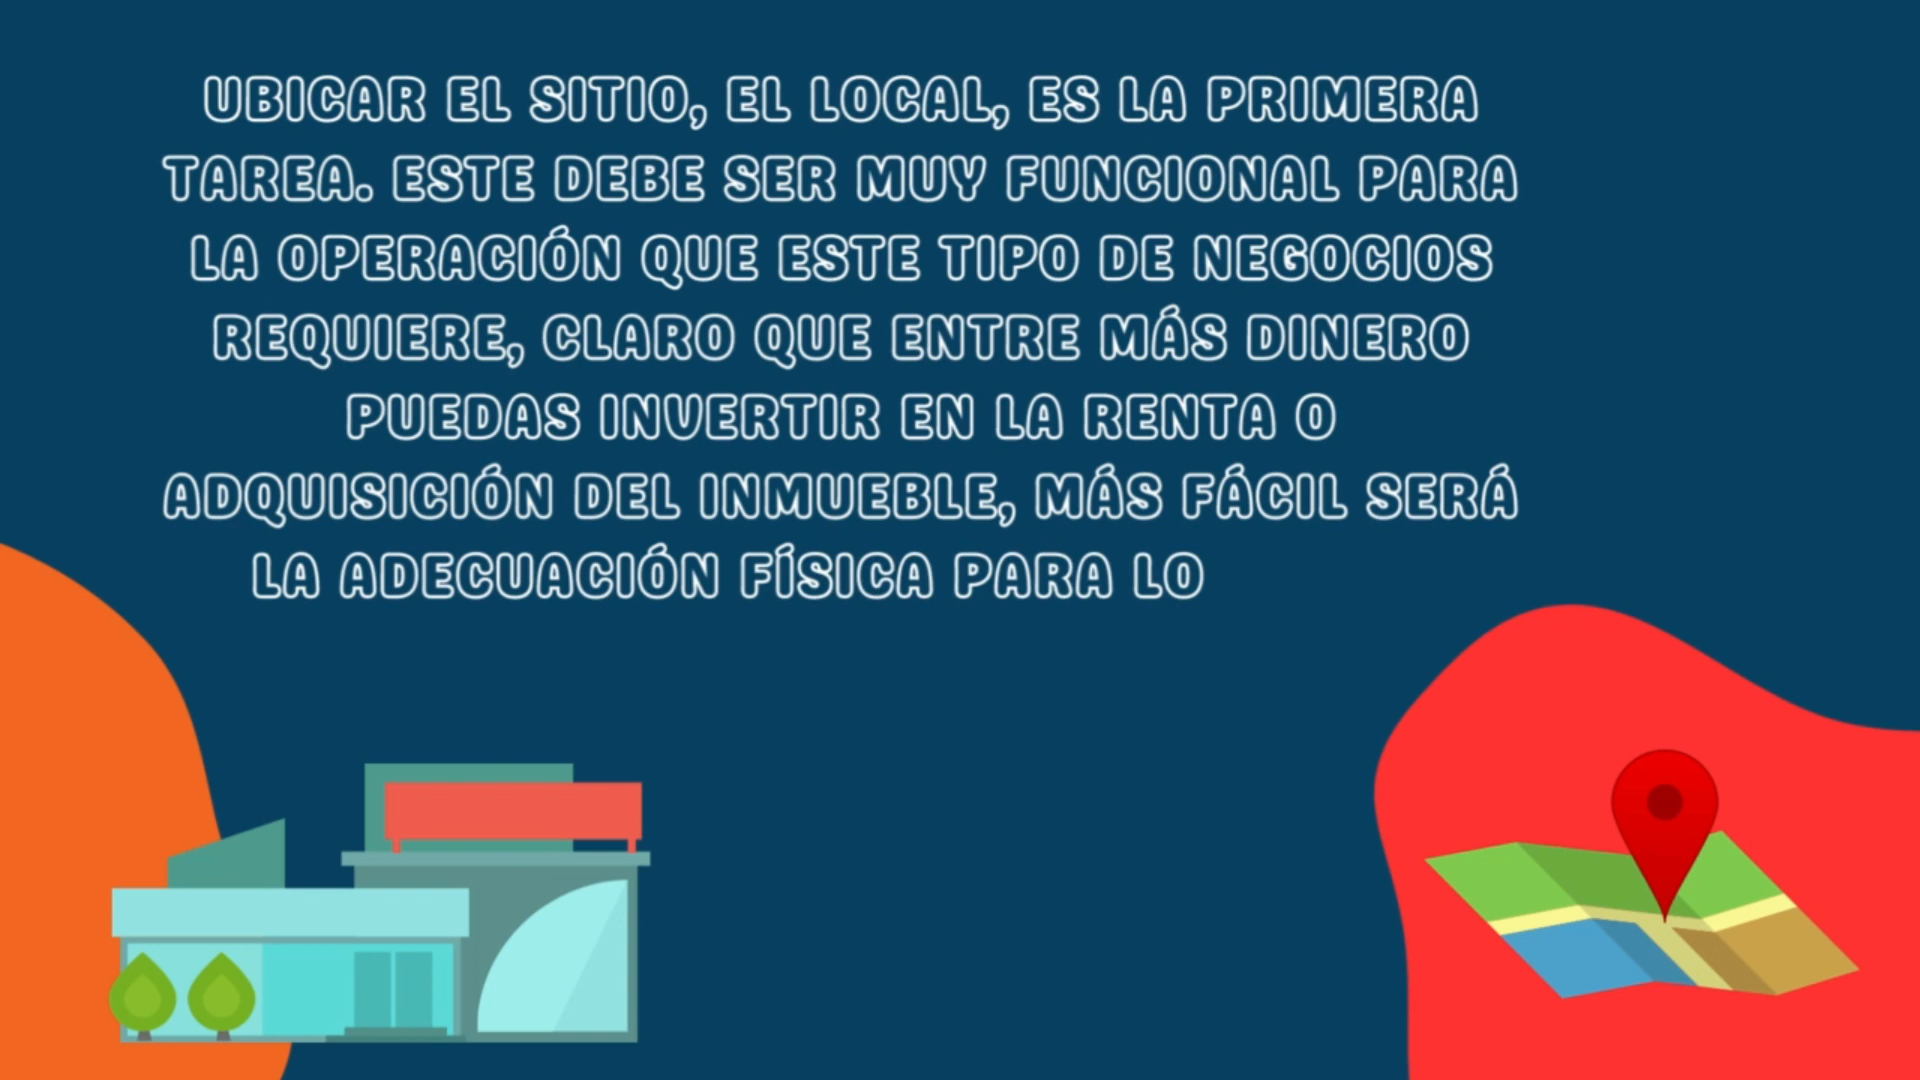 UBICAR EL SITIO, EL LOCAL, ES LA PRIMERA
TAREA. ESTE DEBE SER MUY FUNCIONAL PARA
LA OPERACIÓN QUE ESTE TIPO DE NEGOCIOS
REQUIERE, CLARO QUE ENTRE MÁS DINERO
PUEDAS INVERTIR EN LA RENTA O
ADQUISICIÓN DEL INMUEBLE, MÁS FÁCIL SERÁ
LA ADECUACIÓN FÍSICA PARA LO